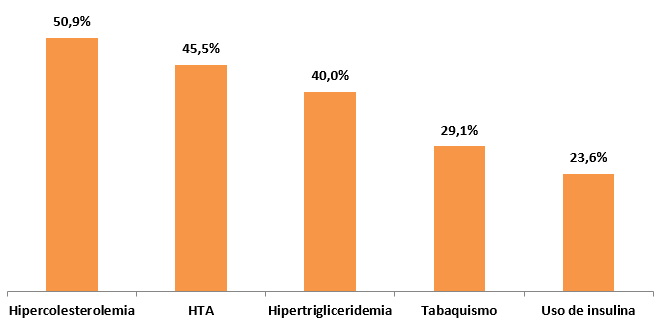 50,9%
45,5%
40,0%
29,1%
23,6%
Hipercolesterolemia
HTA
Hipertrigliceridemia
Tabaquismo
Uso de insulina